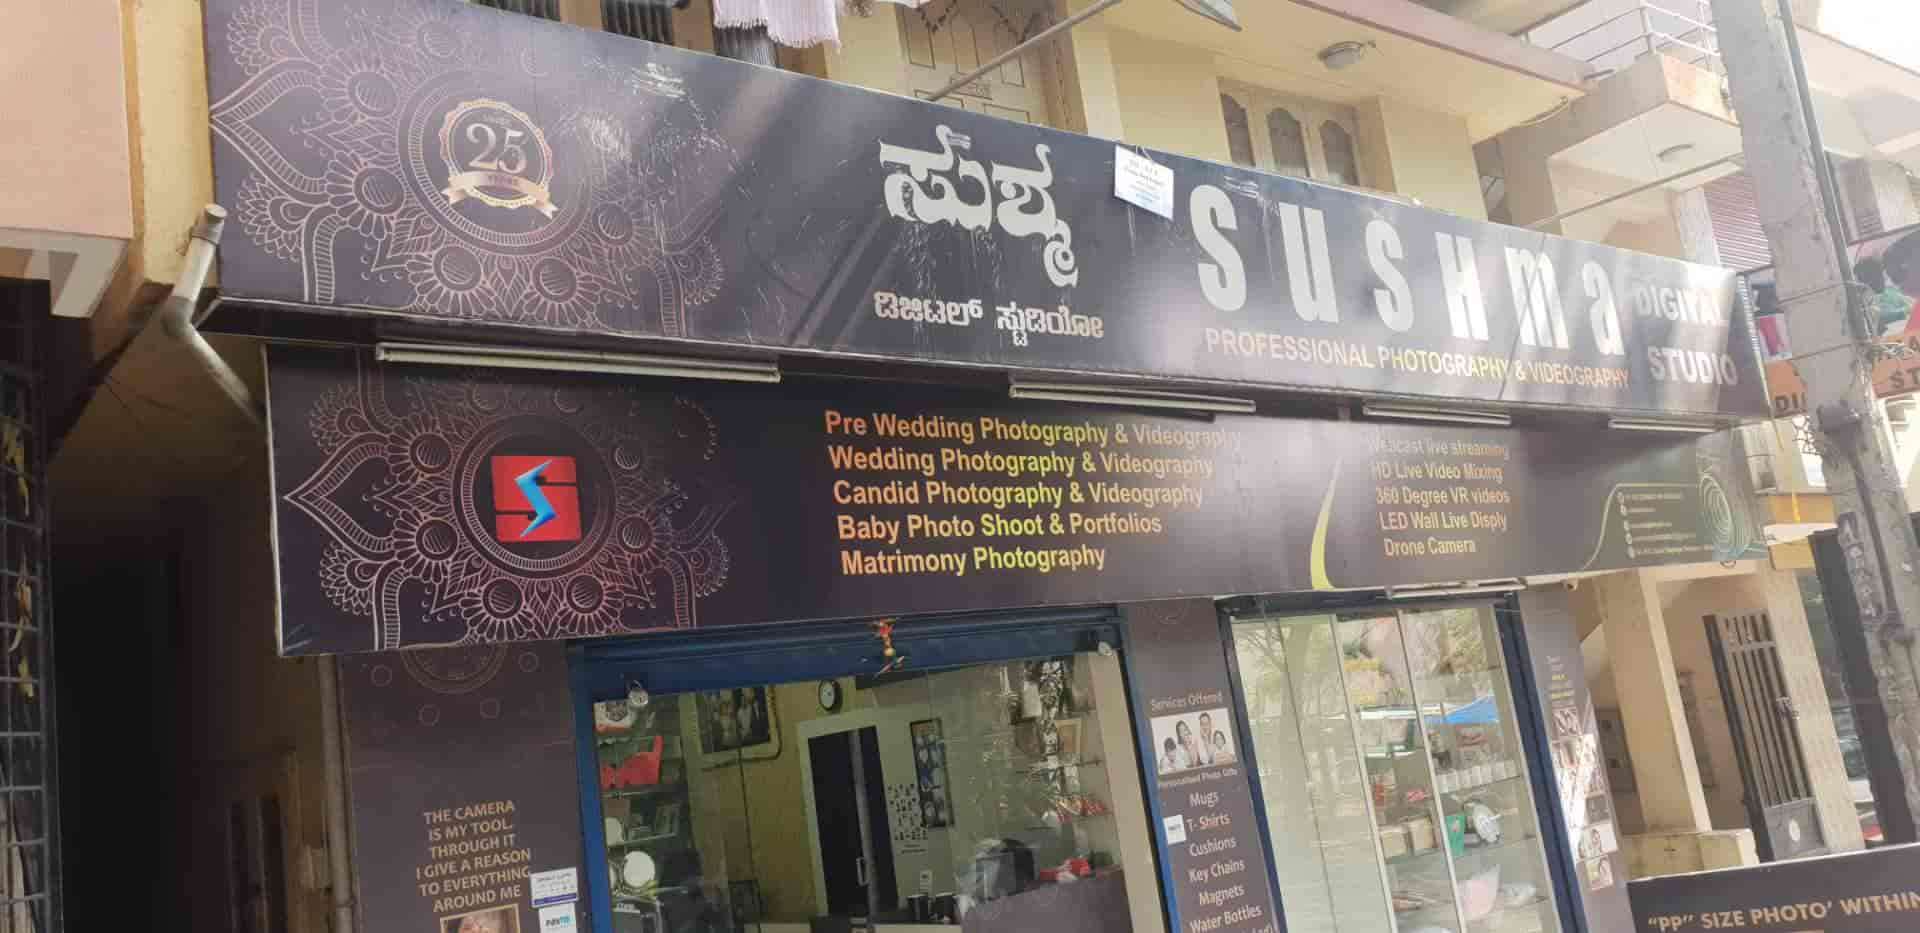 25
YEARS
ಸುಶ್ಮ
ಡಿಜಿಟಲ್ ಸ್ಟುಡಿಯೋ
SUSHMA
DIGITAL
STUDIO
PROFESSIONAL PHOTOGRAPHY & VIDEOGRAPHY
S
Pre Wedding Photography & Videography
Wedding Photography & Videography
Candid Photography & Videography
Baby Photo Shoot & Portfolios
Matrimony Photography
Webcast live streaming
HD Live Video Mixing
360 Degree VR videos
LED Wall Live Disply
Drone Camera
THE CAMERA
IS MY TOOL.
THROUGH IT
I GIVE A REASON
TO EVERYTHING
AROUND ME
PAYTM
Services Offered
Personalised Photo Gifts
Mugs
T- Shirts
Cushions
Key Chains
Magnets
Water Bottles
"PP" SIZE PHOTO' WITHIN